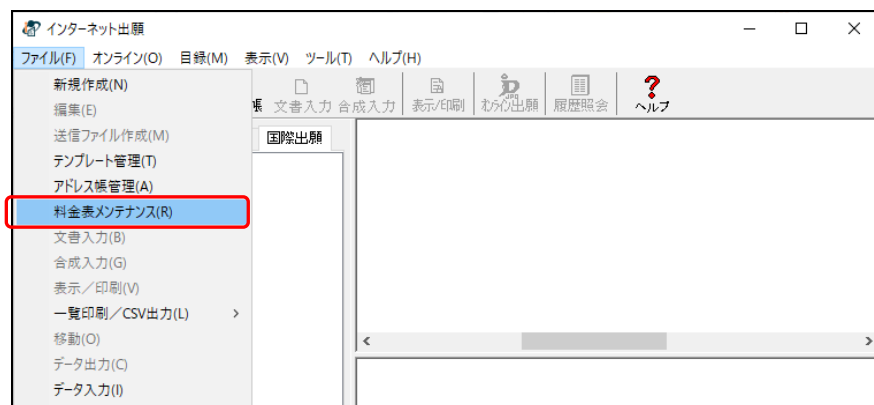 インターネット出願
ファイル(F) オンライン(O) 目録(M) 表示(V) ツール(T) ヘルプ(H)
新規作成(N)
帳 文書入力 合成入力 表示/印刷 かんたん出願 履歴照会 ヘルプ
編集(E)
送信ファイル作成(M)
国際出願
テンプレート管理(T)
アドレス帳管理(A)
料金表メンテナンス(R)
文書入力(B)
合成入力(G)
表示/印刷(V)
一覧印刷/CSV出力(L)
移動(O)
データ出力(C)
データ入力(I)